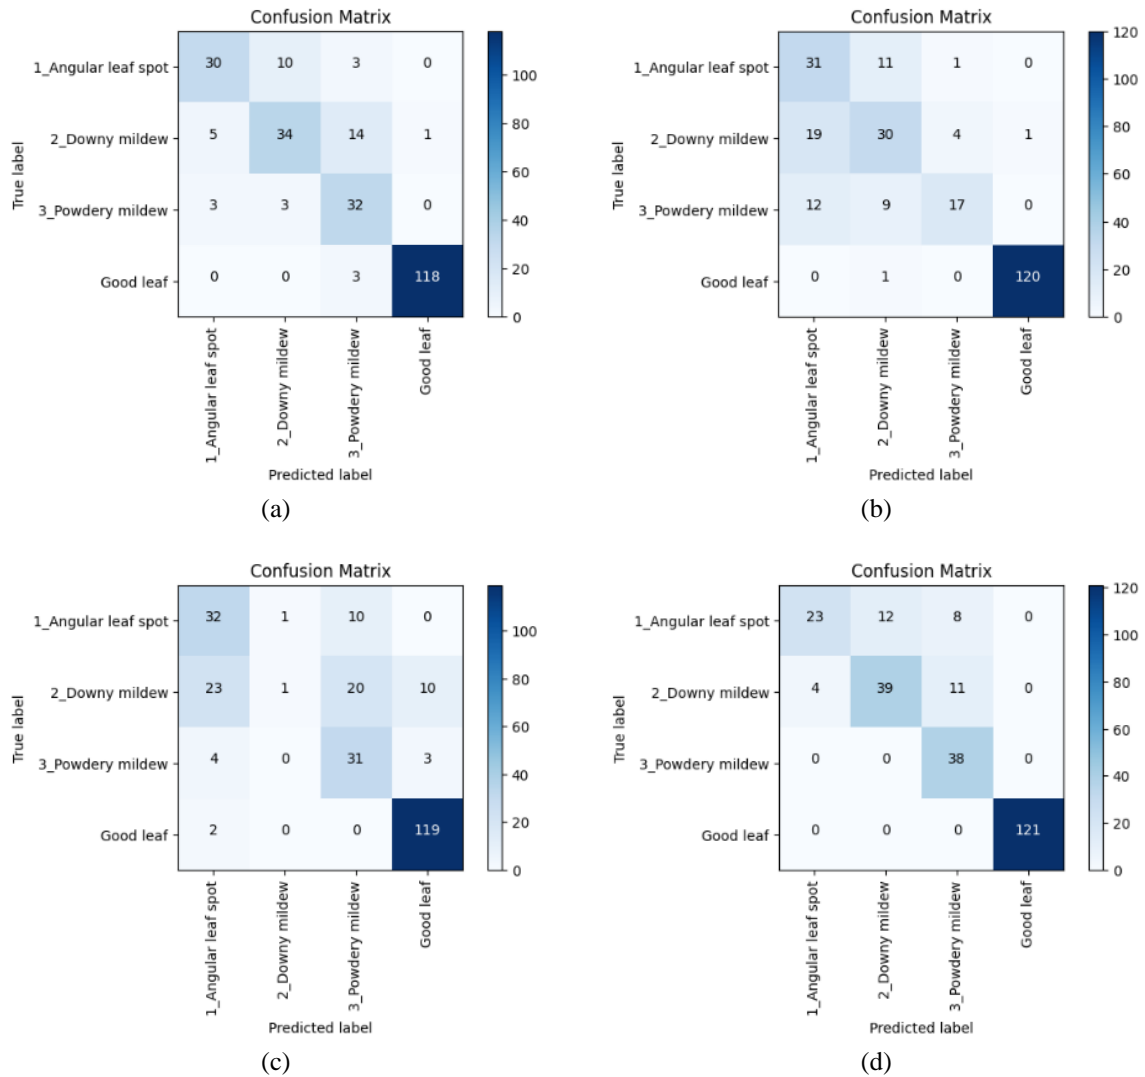 Confusion Matrix
1_Angular leaf spot 30 10 3 0
2_Downy mildew 5 34 14 1
3_Powdery mildew 3 3 32 0
Good leaf 0 0 3 118
True label
1_Angular leaf spot
2_Downy mildew
3_Powdery mildew
Good leaf
Predicted label
100
80
60
40
20
0
(a)
Confusion Matrix
1_Angular leaf spot 31 11 1 0
2_Downy mildew 19 30 4 1
3_Powdery mildew 12 9 17 0
Good leaf 0 1 0 120
True label
1_Angular leaf spot
2_Downy mildew
3_Powdery mildew
Good leaf
Predicted label
120
100
80
60
40
20
0
(b)
Confusion Matrix
1_Angular leaf spot 32 1 10 0
2_Downy mildew 23 1 20 10
3_Powdery mildew 4 0 31 3
Good leaf 2 0 0 119
True label
1_Angular leaf spot
2_Downy mildew
3_Powdery mildew
Good leaf
Predicted label
100
80
60
40
20
0
(c)
Confusion Matrix
1_Angular leaf spot 23 12 8 0
2_Downy mildew 4 39 11 0
3_Powdery mildew 0 0 38 0
Good leaf 0 0 0 121
True label
1_Angular leaf spot
2_Downy mildew
3_Powdery mildew
Good leaf
Predicted label
120
100
80
60
40
20
0
(d)